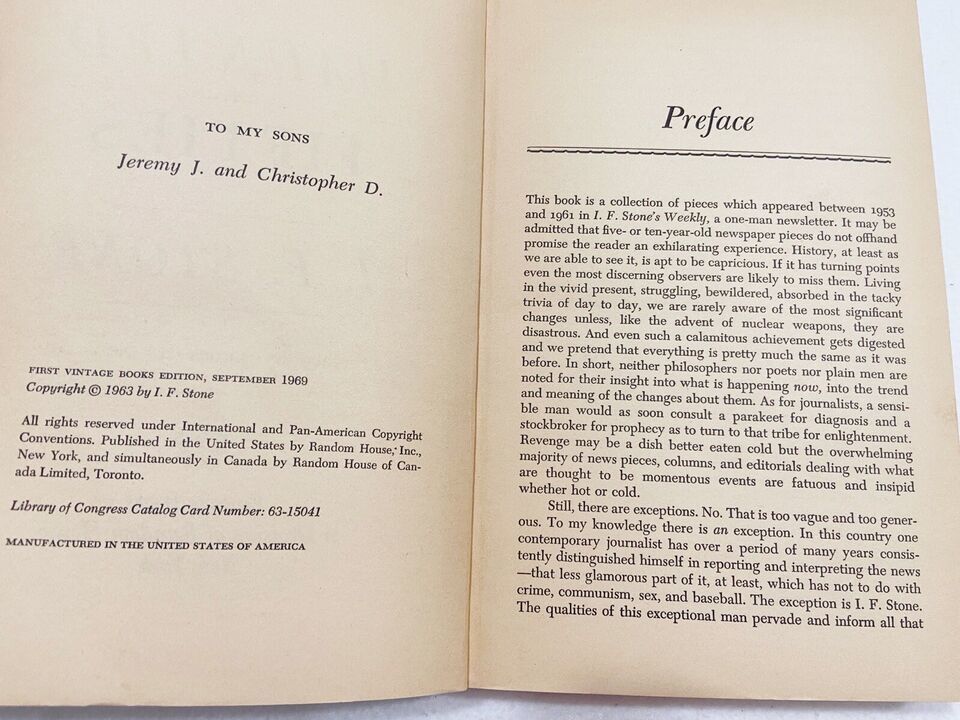 TO MY SONS
Jeremy J. and Christopher D.
FIRST VINTAGE BOOKS EDITION, SEPTEMBER 1969
Copyright © 1963 by I. F. Stone
All rights reserved under International and Pan-American Copyright
Conventions. Published in the United States by Random House, Inc.,
New York, and simultaneously in Canada by Random House of Can-
ada Limited, Toronto.
Library of Congress Catalog Card Number: 63-15041
MANUFACTURED IN THE UNITED STATES OF AMERICA
Preface
This book is a collection of pieces which appeared between 1953
and 1961 in I. F. Stone's Weekly, a one-man newsletter. It may be
admitted that five- or ten-year-old newspaper pieces do not offhand
promise the reader an exhilarating experience. History, at least as
we are able to see it, is apt to be capricious. If it has turning points
even the most discerning observers are likely to miss them. Living
in the vivid present, struggling, bewildered, absorbed in the tacky
trivia of day to day, we are rarely aware of the most significant
changes unless, like the advent of nuclear weapons, they are
disastrous. And even such a calamitous achievement gets digested
and we pretend that everything is pretty much the same as it was
before. In short, neither philosophers nor poets nor plain men are
noted for their insight into what is happening now, into the trend
and meaning of the changes about them. As for journalists, a sensi-
ble man would as soon consult a parakeet for diagnosis and a
stockbroker for prophecy as to turn to that tribe for enlightenment.
Revenge may be a dish better eaten cold but the overwhelming
majority of news pieces, columns, and editorials dealing with what
are thought to be momentous events are fatuous and insipid
whether hot or cold.
Still, there are exceptions. No. That is too vague and too gener-
ous. To my knowledge there is an exception. In this country one
contemporary journalist has over a period of many years consis-
tently distinguished himself in reporting and interpreting the news
—that less glamorous part of it, at least, which has not to do with
crime, communism, sex, and baseball. The exception is I. F. Stone.
The qualities of this exceptional man pervade and inform all that